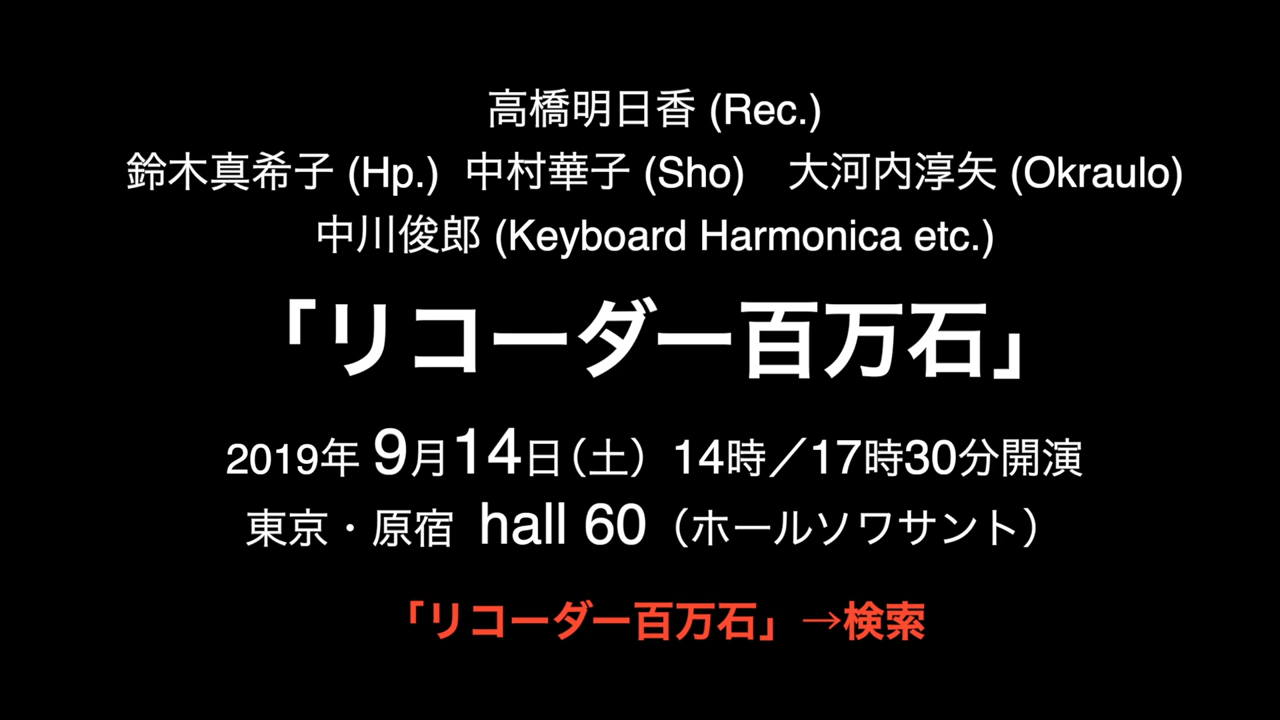 高橋明日香 (Rec.)
鈴木真希子 (Hp.) 中村華子 (Sho) 大河内淳矢 (Okraulo)
中川俊郎 (Keyboard Harmonica etc.)
「リコーダー百万石」
2019年 9月14日(土) 14時／17時30分開演
東京・原宿 hall 60（ホールソワサント）
「リコーダー百万石」→検索